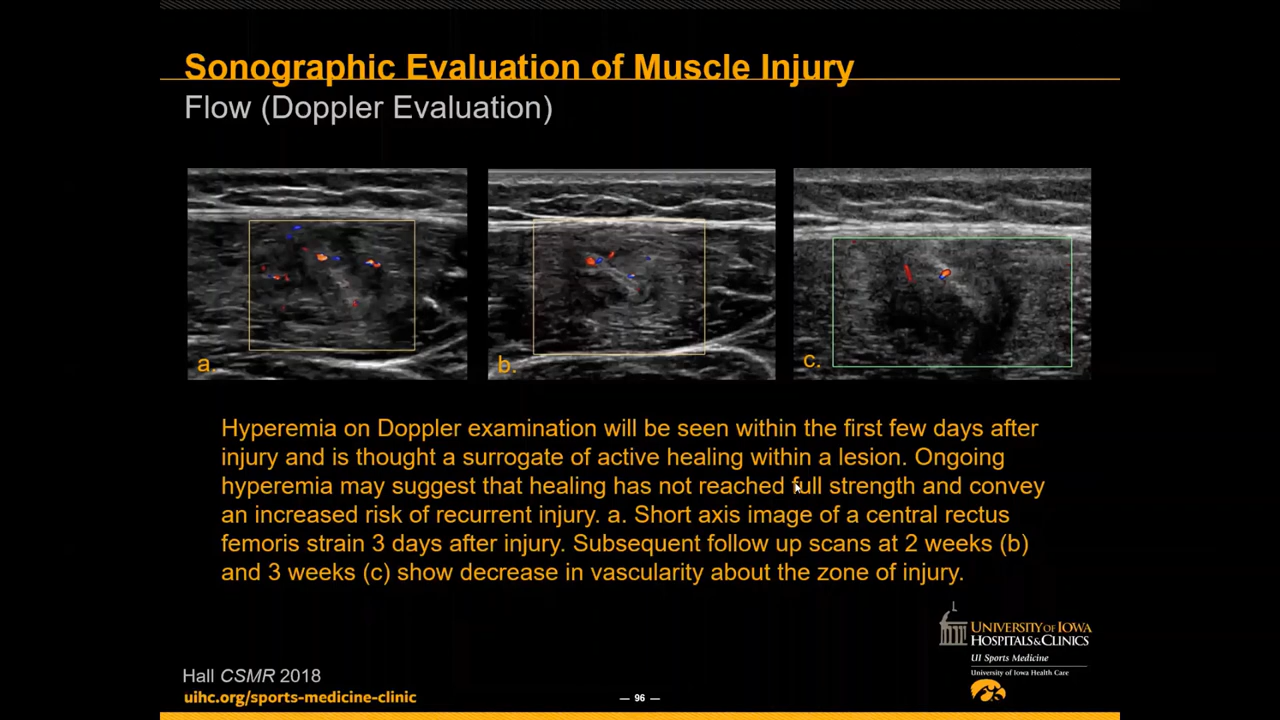 Sonographic Evaluation of Muscle Injury
Flow (Doppler Evaluation)
a.
b.
c.
Hyperemia on Doppler examination will be seen within the first few days after
injury and is thought a surrogate of active healing within a lesion. Ongoing
hyperemia may suggest that healing has not reached full strength and convey
an increased risk of recurrent injury. a. Short axis image of a central rectus
femoris strain 3 days after injury. Subsequent follow up scans at 2 weeks (b)
and 3 weeks (c) show decrease in vascularity about the zone of injury.
UNIVERSITY OF IOWA
HOSPITALS & CLINICS
UI Sports Medicine
University of Iowa Health Care
Hall CSMR 2018
uihc.org/sports-medicine-clinic
— 96 —